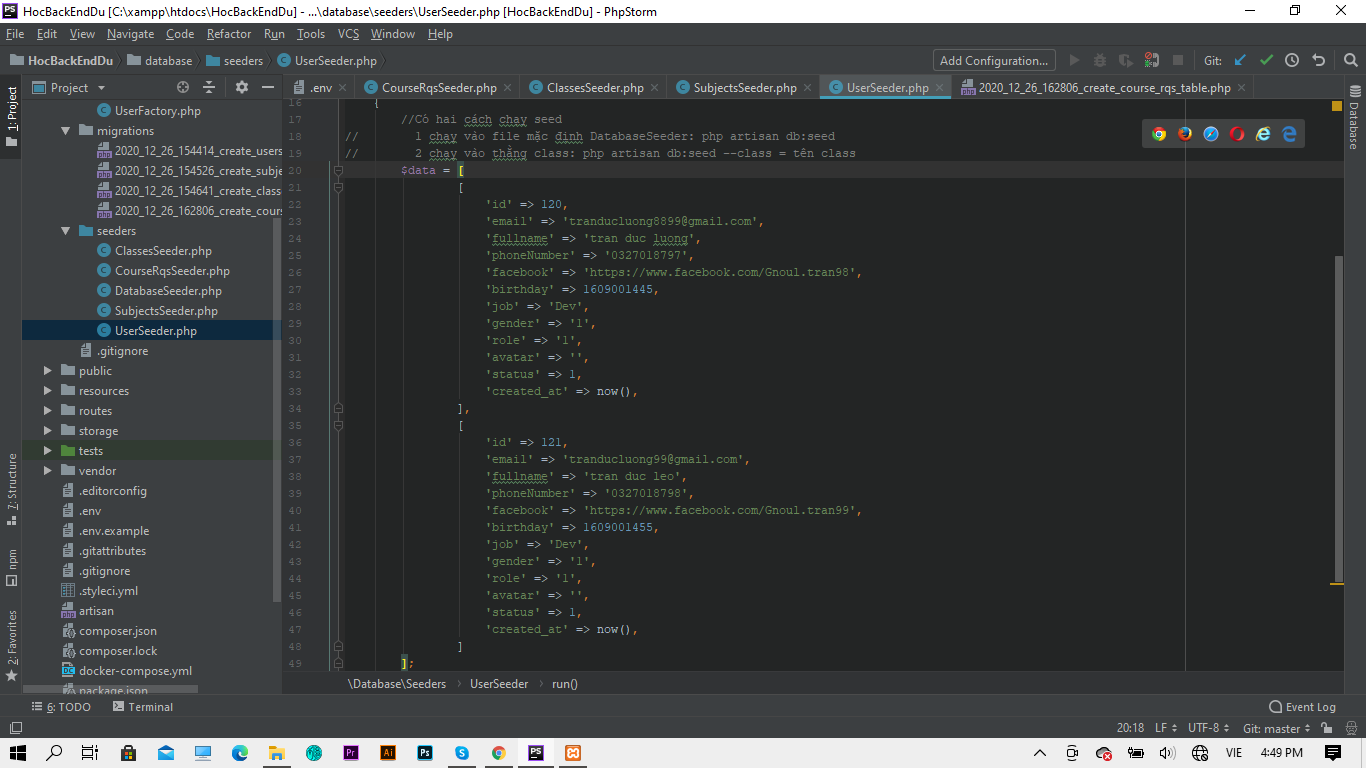 HocBackEndDu [C:\xampp\htdocs\HocBackEndDu] - ...\database\seeders\UserSeeder.php [HocBackEndDu] - PhpStorm
File Edit View Navigate Code Refactor Run Tools VCS Window Help
HocBackEndDu database seeders UserSeeder.php Add Configuration... Git:
Project .env CourseRqsSeeder.php ClassesSeeder.php SubjectsSeeder.php UserSeeder.php 2020_12_26_162806_create_course_rqs_table.php
1: Project
7: Structure
npm
2: Favorites
Database
UserFactory.php
migrations
2020_12_26_154414_create_users
2020_12_26_154526_create_subje
2020_12_26_154641_create_class
2020_12_26_162806_create_cours
seeders
ClassesSeeder.php
CourseRqsSeeder.php
DatabaseSeeder.php
SubjectsSeeder.php
UserSeeder.php
.gitignore
public
resources
routes
storage
tests
vendor
.editorconfig
.env
.env.example
.gitattributes
.gitignore
.styleci.yml
artisan
composer.json
composer.lock
docker-compose.yml
package.json
16 {
17 //Có hai cách chạy seed
18 // 1 chạy vào file mặc định DatabaseSeeder: php artisan db:seed
19 // 2 chạy vào thẳng class: php artisan db:seed --class = tên class
20 $data = [
21 [
22 'id' => 120,
23 'email' => 'tranducluong8899@gmail.com',
24 'fullname' => 'tran duc luong',
25 'phoneNumber' => '0327018797',
26 'facebook' => 'https://www.facebook.com/Gnoul.tran98',
27 'birthday' => 1609001445,
28 'job' => 'Dev',
29 'gender' => '1',
30 'role' => '1',
31 'avatar' => '',
32 'status' => 1,
33 'created_at' => now(),
34 ],
35 [
36 'id' => 121,
37 'email' => 'tranducluong99@gmail.com',
38 'fullname' => 'tran duc leo',
39 'phoneNumber' => '0327018798',
40 'facebook' => 'https://www.facebook.com/Gnoul.tran99',
41 'birthday' => 1609001455,
42 'job' => 'Dev',
43 'gender' => '1',
44 'role' => '1',
45 'avatar' => '',
46 'status' => 1,
47 'created_at' => now(),
48 ]
49 ];
\Database\Seeders UserSeeder run()
6: TODO Terminal Event Log
20:18 LF UTF-8 Git: master
VIE 4:49 PM